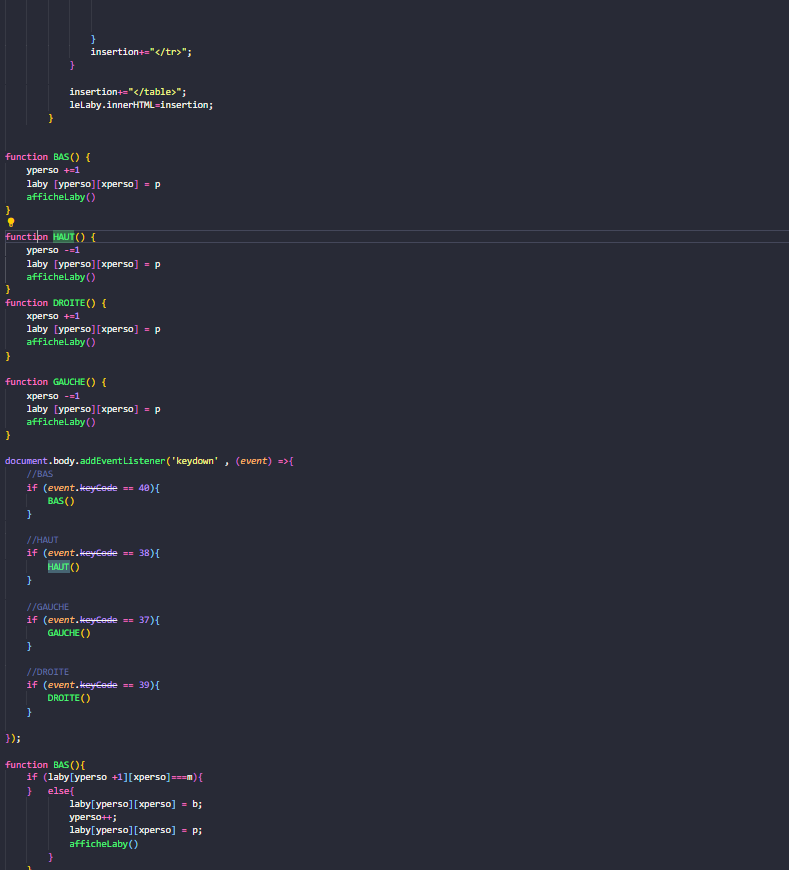 }
insertion+="</tr>";
}
insertion+="</table>";
leLaby.innerHTML=insertion;
}
function BAS() {
yperso +=1
laby [yperso][xperso] = p
afficheLaby()
}
function HAUT() {
yperso -=1
laby [yperso][xperso] = p
afficheLaby()
}
function DROITE() {
xperso +=1
laby [yperso][xperso] = p
afficheLaby()
}
function GAUCHE() {
xperso -=1
laby [yperso][xperso] = p
afficheLaby()
}
document.body.addEventListener('keydown' , (event) =>{
//BAS
if (event.keyCode == 40){
BAS()
}
//HAUT
if (event.keyCode == 38){
HAUT()
}
//GAUCHE
if (event.keyCode == 37){
GAUCHE()
}
//DROITE
if (event.keyCode == 39){
DROITE()
}
});
function BAS(){
if (laby[yperso +1][xperso]===m){
} else{
laby[yperso][xperso] = b;
yperso++;
laby[yperso][xperso] = p;
afficheLaby()
}
}